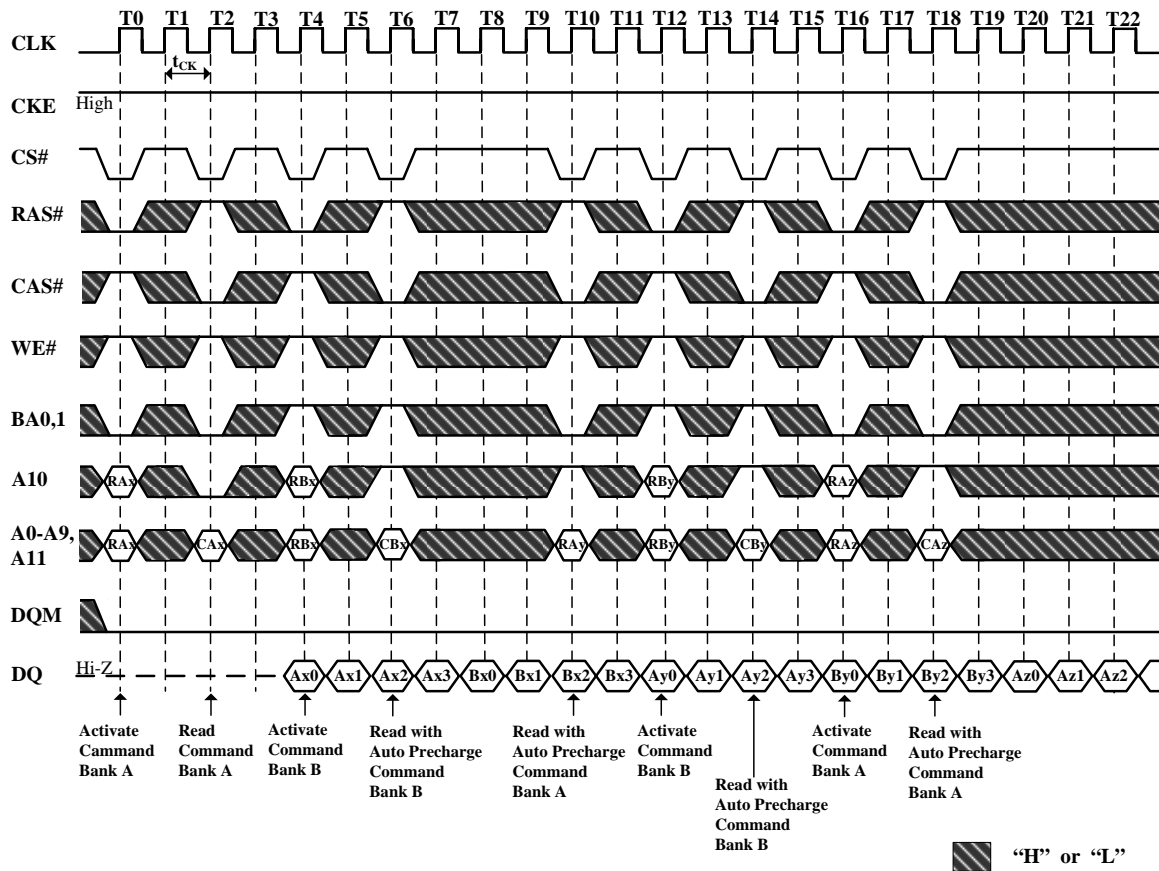 T0 T1 T2 T3 T4 T5 T6 T7 T8 T9 T10 T11 T12 T13 T14 T15 T16 T17 T18 T19 T20 T21 T22
CLK
tCK
CKE High
CS#
RAS#
CAS#
WE#
BA0,1
A10 RAx RBx RBy RAz
A0-A9,
A11 RAx CAx RBx CBx RAy RBy CBy RAz CAz
DQM
DQ Hi-Z Ax0 Ax1 Ax2 Ax3 Bx0 Bx1 Bx2 Bx3 Ay0 Ay1 Ay2 Ay3 By0 By1 By2 By3 Az0 Az1 Az2
Activate
Cammand
Bank A
Read
Command
Bank A
Activate
Command
Bank B
Read with
Auto Precharge
Command
Bank B
Read with
Auto Precharge
Command
Bank A
Activate
Command
Bank B
Read with
Auto Precharge
Command
Bank B
Activate
Command
Bank A
Read with
Auto Precharge
Command
Bank A
“H” or “L”